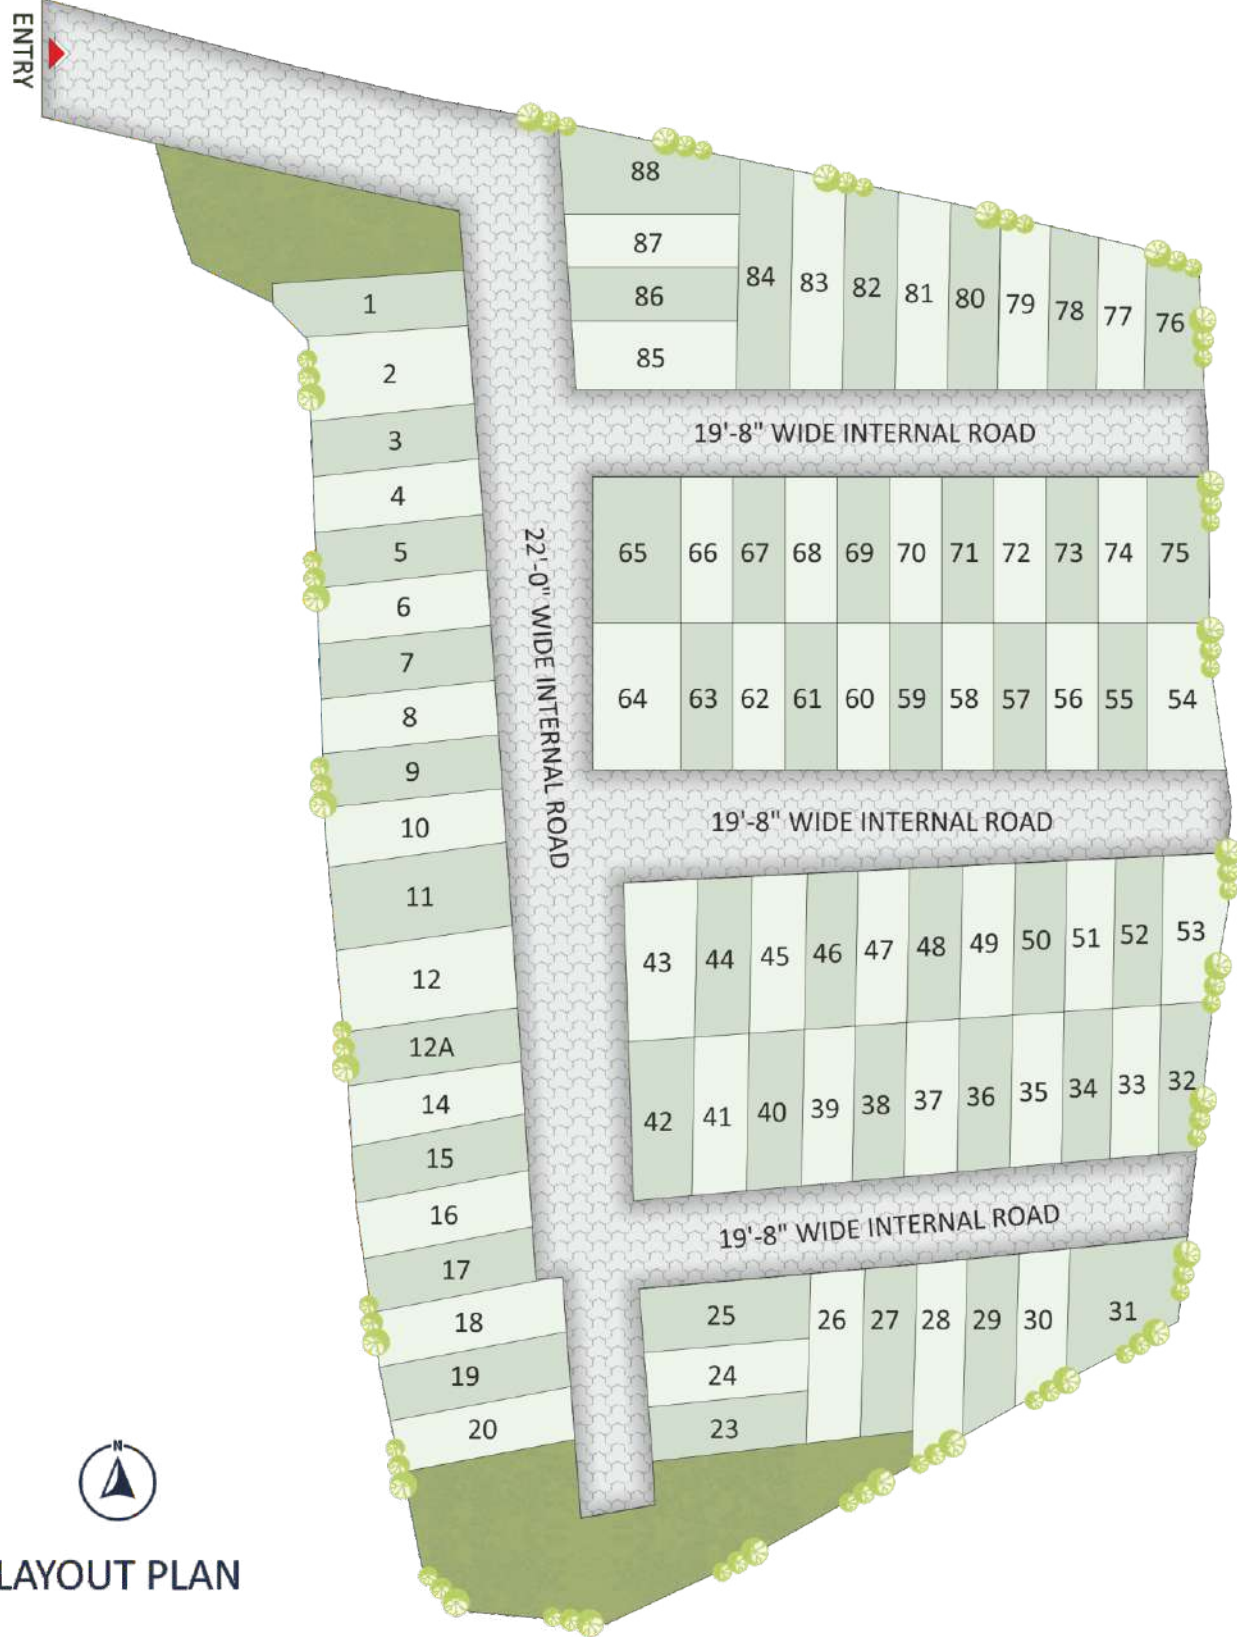 ENTRY
88
87
86
85
84 83 82 81 80 79 78 77 76
1
2
3
4
5
6
7
8
9
10
11
12
12A
14
15
16
17
18
19
20
19'-8" WIDE INTERNAL ROAD
22'-0" WIDE INTERNAL ROAD
65 66 67 68 69 70 71 72 73 74 75
64 63 62 61 60 59 58 57 56 55 54
19'-8" WIDE INTERNAL ROAD
43 44 45 46 47 48 49 50 51 52 53
42 41 40 39 38 37 36 35 34 33 32
19'-8" WIDE INTERNAL ROAD
25
24
23
26 27 28 29 30 31
N
LAYOUT PLAN